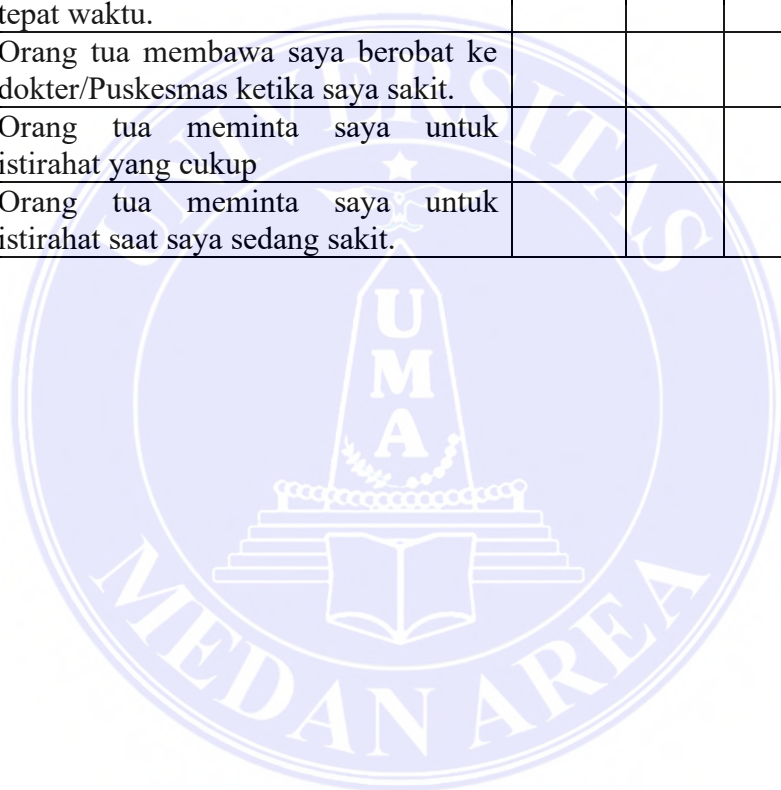 tepat waktu.
Orang tua membawa saya berobat ke
dokter/Puskesmas ketika saya sakit.
Orang tua meminta saya untuk
istirahat yang cukup
Orang tua meminta saya untuk
istirahat saat saya sedang sakit.
UNIVERSITAS
U
M
A
MEDAN AREA